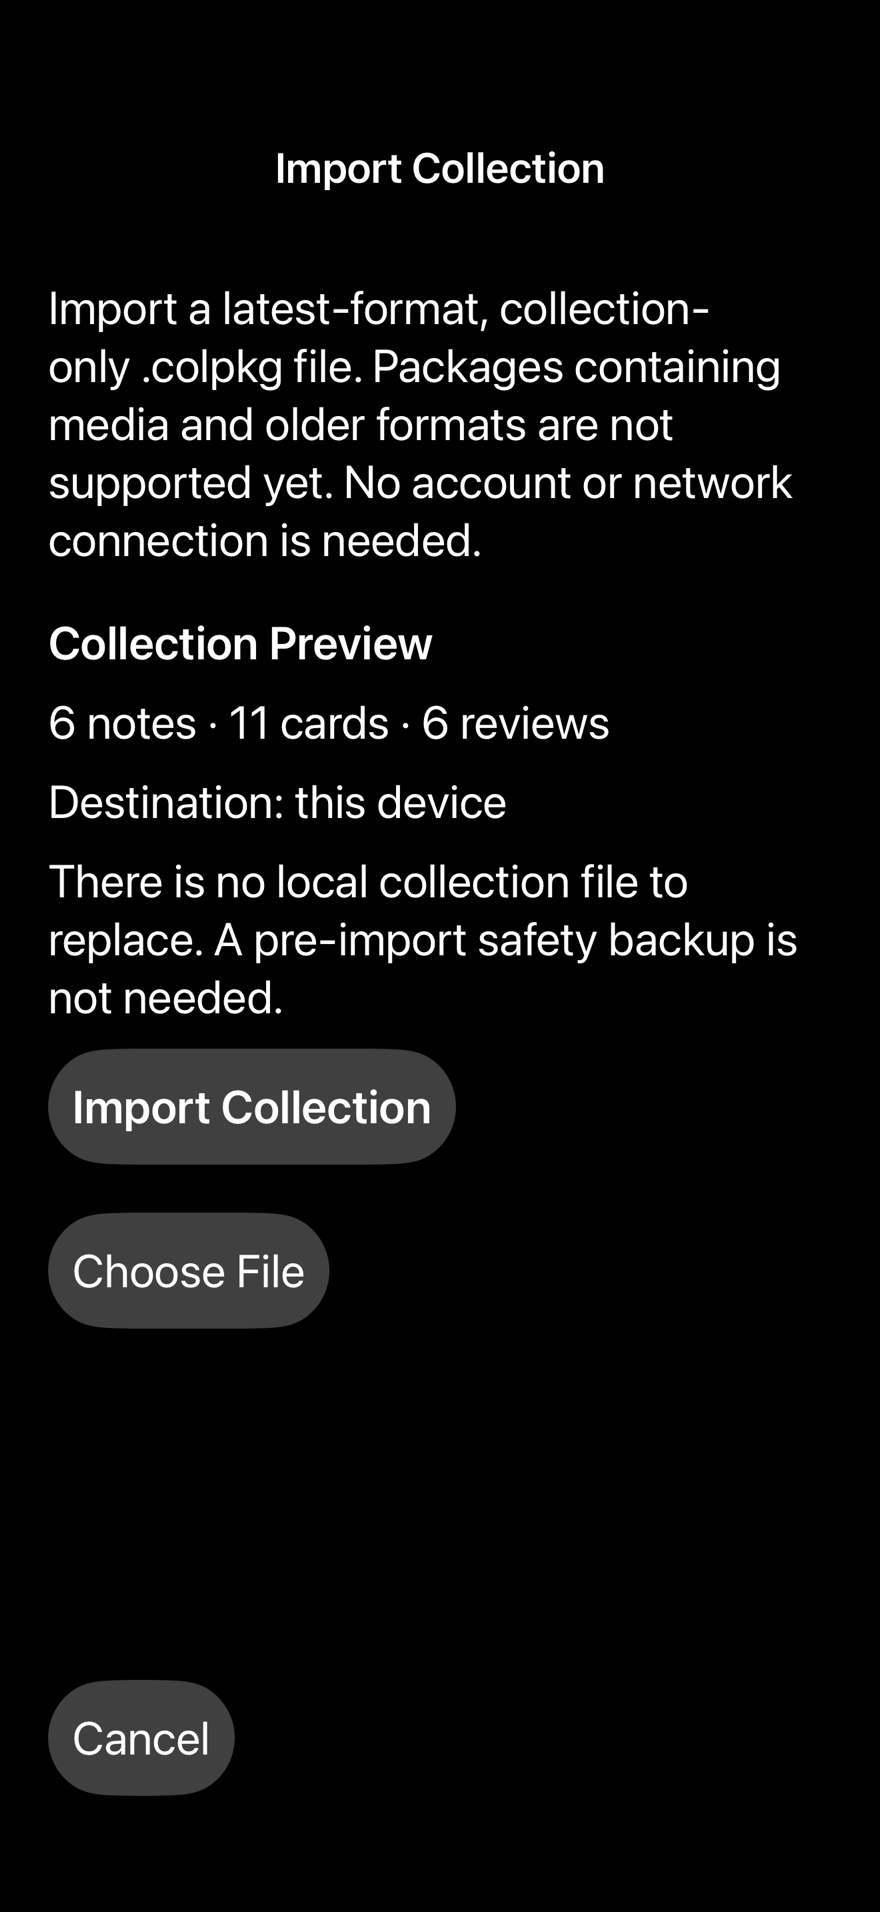 Import Collection
Import a latest-format, collection-
only .colpkg file. Packages containing
media and older formats are not
supported yet. No account or network
connection is needed.
Collection Preview
6 notes · 11 cards · 6 reviews
Destination: this device
There is no local collection file to
replace. A pre-import safety backup is
not needed.
Import Collection
Choose File
Cancel